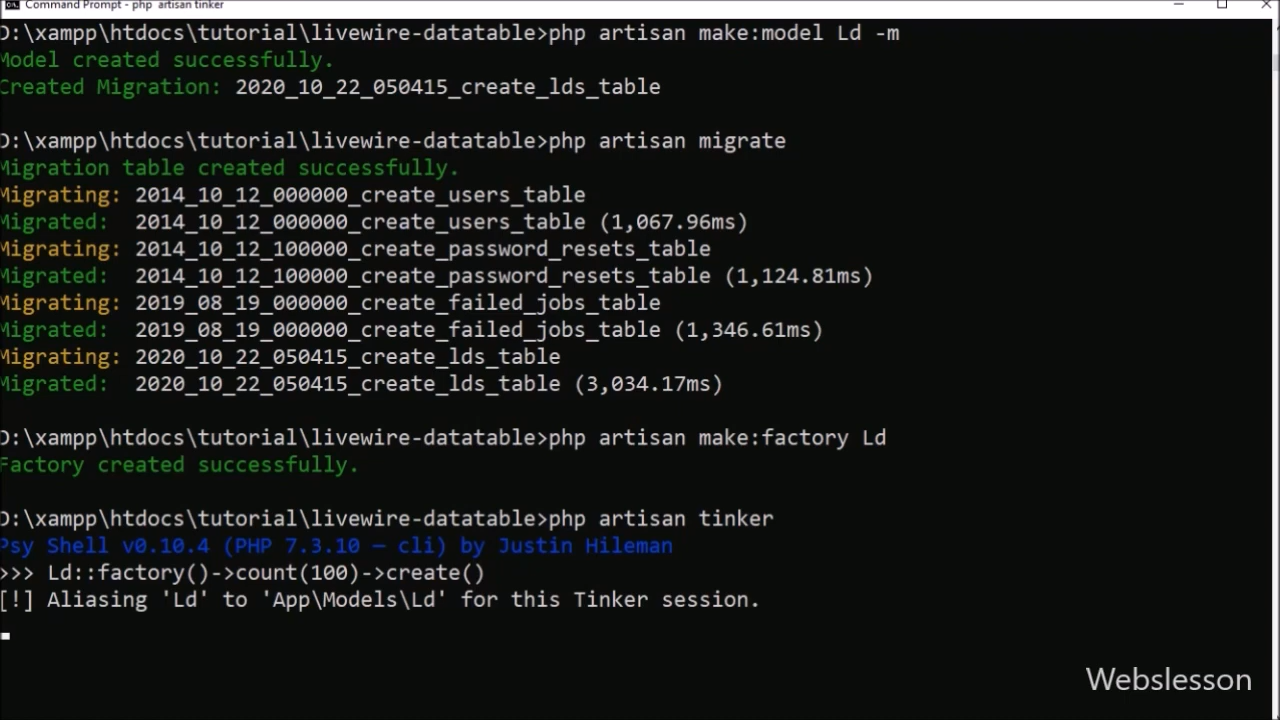 Command Prompt - php artisan tinker
D:\xampp\htdocs\tutorial\livewire-datatable>php artisan make:model Ld -m
Model created successfully.
Created Migration: 2020_10_22_050415_create_lds_table
D:\xampp\htdocs\tutorial\livewire-datatable>php artisan migrate
Migration table created successfully.
Migrating: 2014_10_12_000000_create_users_table
Migrated:  2014_10_12_000000_create_users_table (1,067.96ms)
Migrating: 2014_10_12_100000_create_password_resets_table
Migrated:  2014_10_12_100000_create_password_resets_table (1,124.81ms)
Migrating: 2019_08_19_000000_create_failed_jobs_table
Migrated:  2019_08_19_000000_create_failed_jobs_table (1,346.61ms)
Migrating: 2020_10_22_050415_create_lds_table
Migrated:  2020_10_22_050415_create_lds_table (3,034.17ms)
D:\xampp\htdocs\tutorial\livewire-datatable>php artisan make:factory Ld
Factory created successfully.
D:\xampp\htdocs\tutorial\livewire-datatable>php artisan tinker
Psy Shell v0.10.4 (PHP 7.3.10 — cli) by Justin Hileman
>>> Ld::factory()->count(100)->create()
[!] Aliasing 'Ld' to 'App\Models\Ld' for this Tinker session.
Webslesson